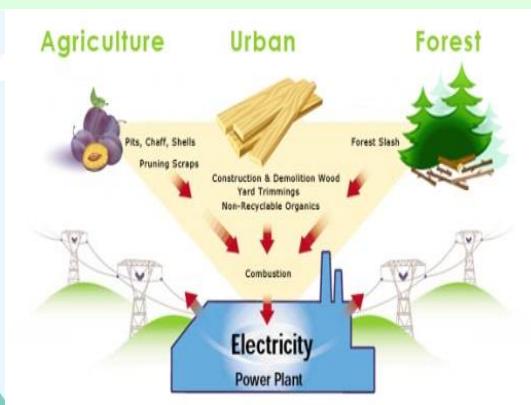 Agriculture
Urban
Forest
Pits, Chaff, Shells
Pruning Scraps
Construction & Demolition Wood
Yard Trimmings
Non-Recyclable Organics
Forest Slash
Combustion
Electricity
Power Plant